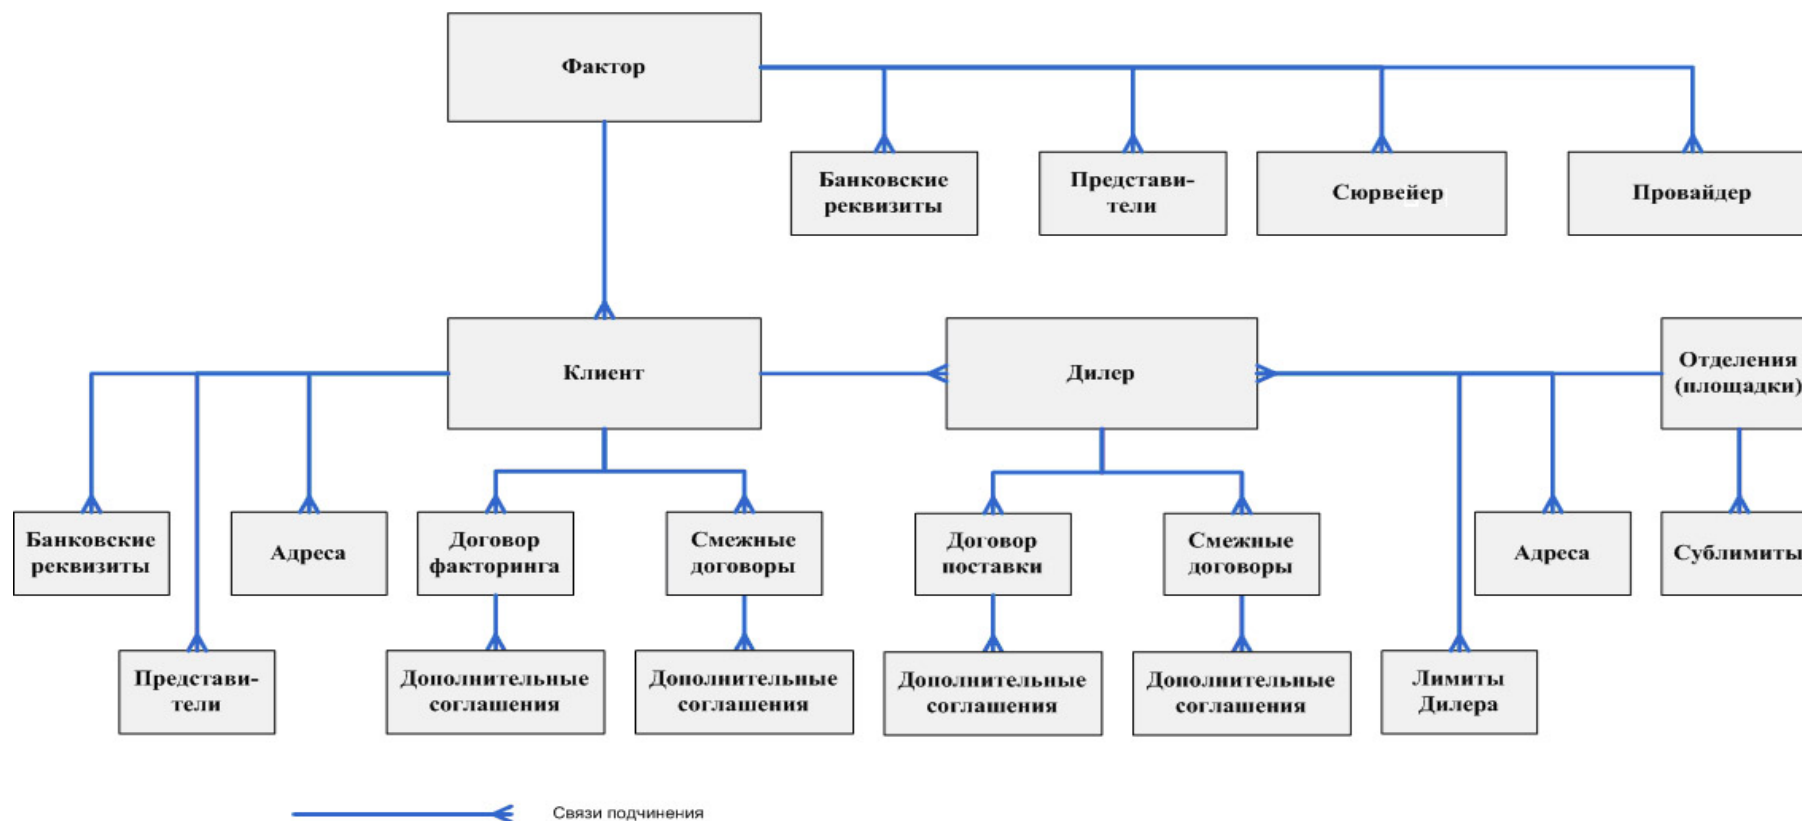 Фактор
Банковские
реквизиты
Представи-
тели
Сюрвейер
Провайдер
Клиент
Дилер
Отделения
(площадки)
Банковские
реквизиты
Адреса
Договор
факторинга
Смежные
договоры
Договор
поставки
Смежные
договоры
Адреса
Сублимиты
Представи-
тели
Дополнительные
соглашения
Дополнительные
соглашения
Дополнительные
соглашения
Дополнительные
соглашения
Лимиты
Дилера
Связи подчинения